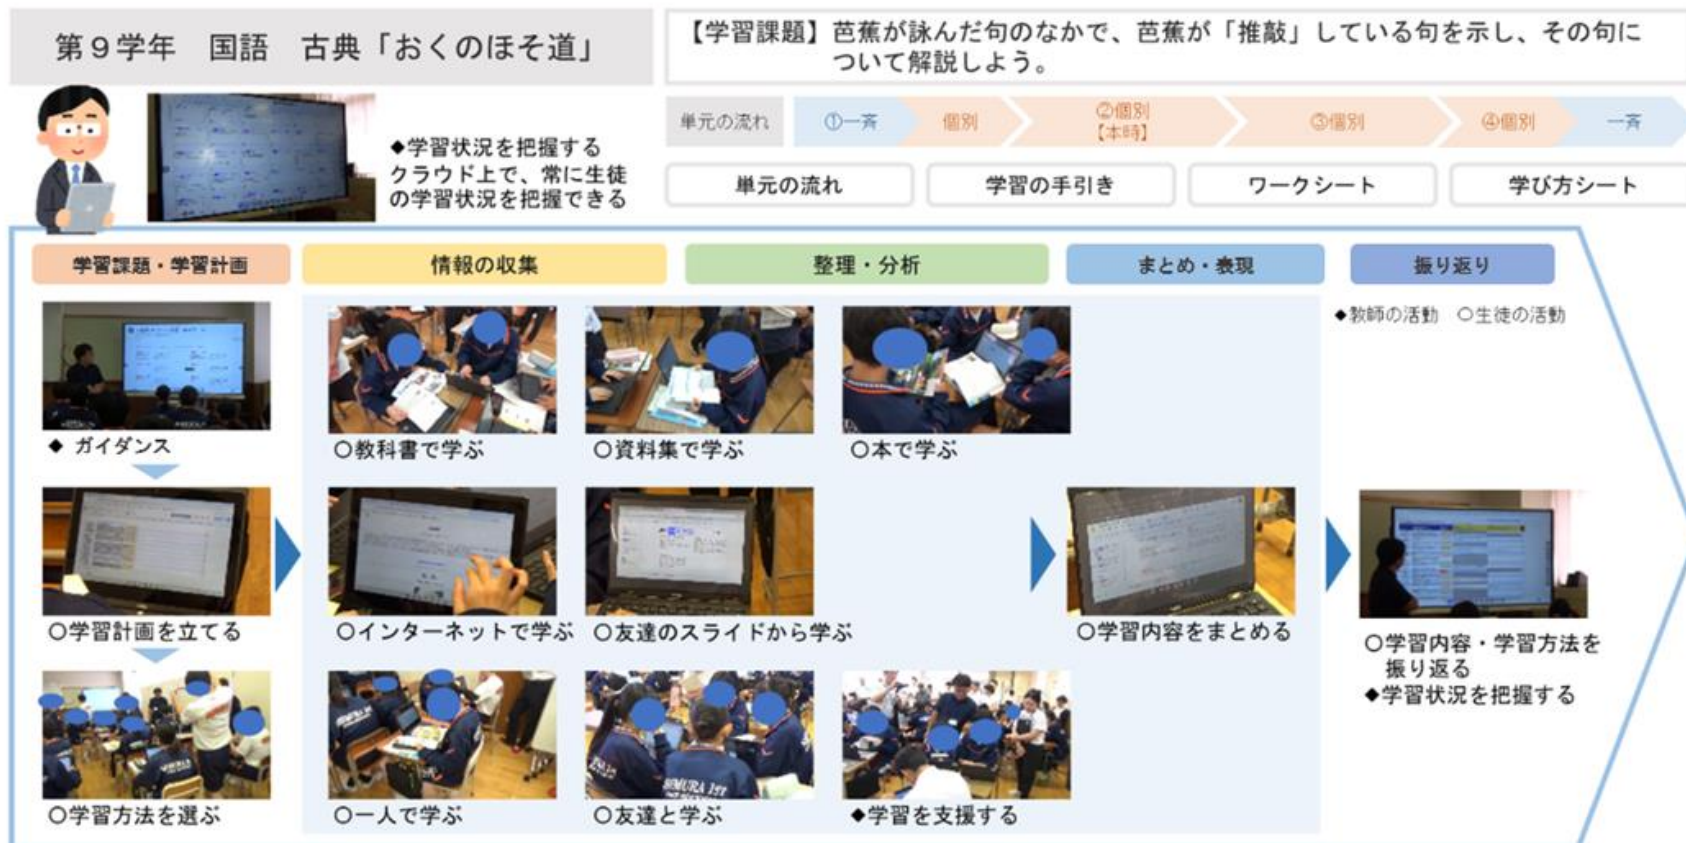 第９学年　国語　古典「おくのほそ道」
【学習課題】芭蕉が詠んだ句のなかで、芭蕉が「推敲」している句を示し、その句に
ついて解説しよう。
◆学習状況を把握する
クラウド上で、常に生徒
の学習状況を把握できる
単元の流れ
①一斉
個別
②個別
【本時】
③個別
④個別
一斉
単元の流れ
学習の手引き
ワークシート
学び方シート
学習課題・学習計画
情報の収集
整理・分析
まとめ・表現
振り返り
◆教師の活動　○生徒の活動
◆ ガイダンス
○教科書で学ぶ
○資料集で学ぶ
○本で学ぶ
○学習計画を立てる
○インターネットで学ぶ
○友達のスライドから学ぶ
○学習内容をまとめる
○学習内容・学習方法を
振り返る
◆学習状況を把握する
○学習方法を選ぶ
○一人で学ぶ
○友達と学ぶ
◆学習を支援する